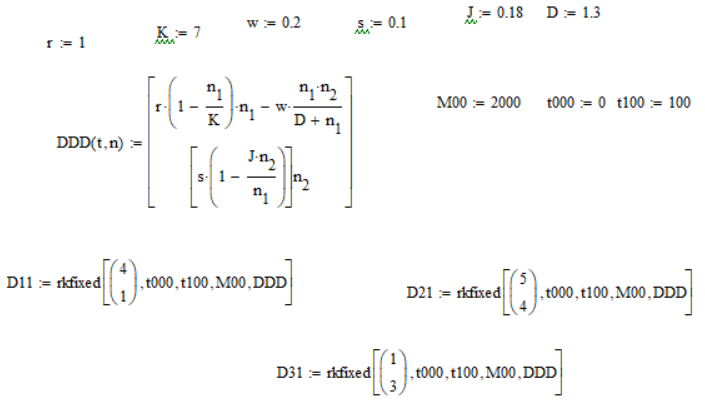 r := 1 K := 7 w := 0.2 s := 0.1 J := 0.18 D := 1.3
DDD(t,n) := [ r·(1 − n₁/K)·n₁ − w·n₁·n₂/(D + n₁)
[s·(1 − J·n₂/n₁)]n₂ ]
M00 := 2000 t000 := 0 t100 := 100
D11 := rkfixed[(4 1),t000,t100,M00,DDD]
D21 := rkfixed[(5 4),t000,t100,M00,DDD]
D31 := rkfixed[(1 3),t000,t100,M00,DDD]